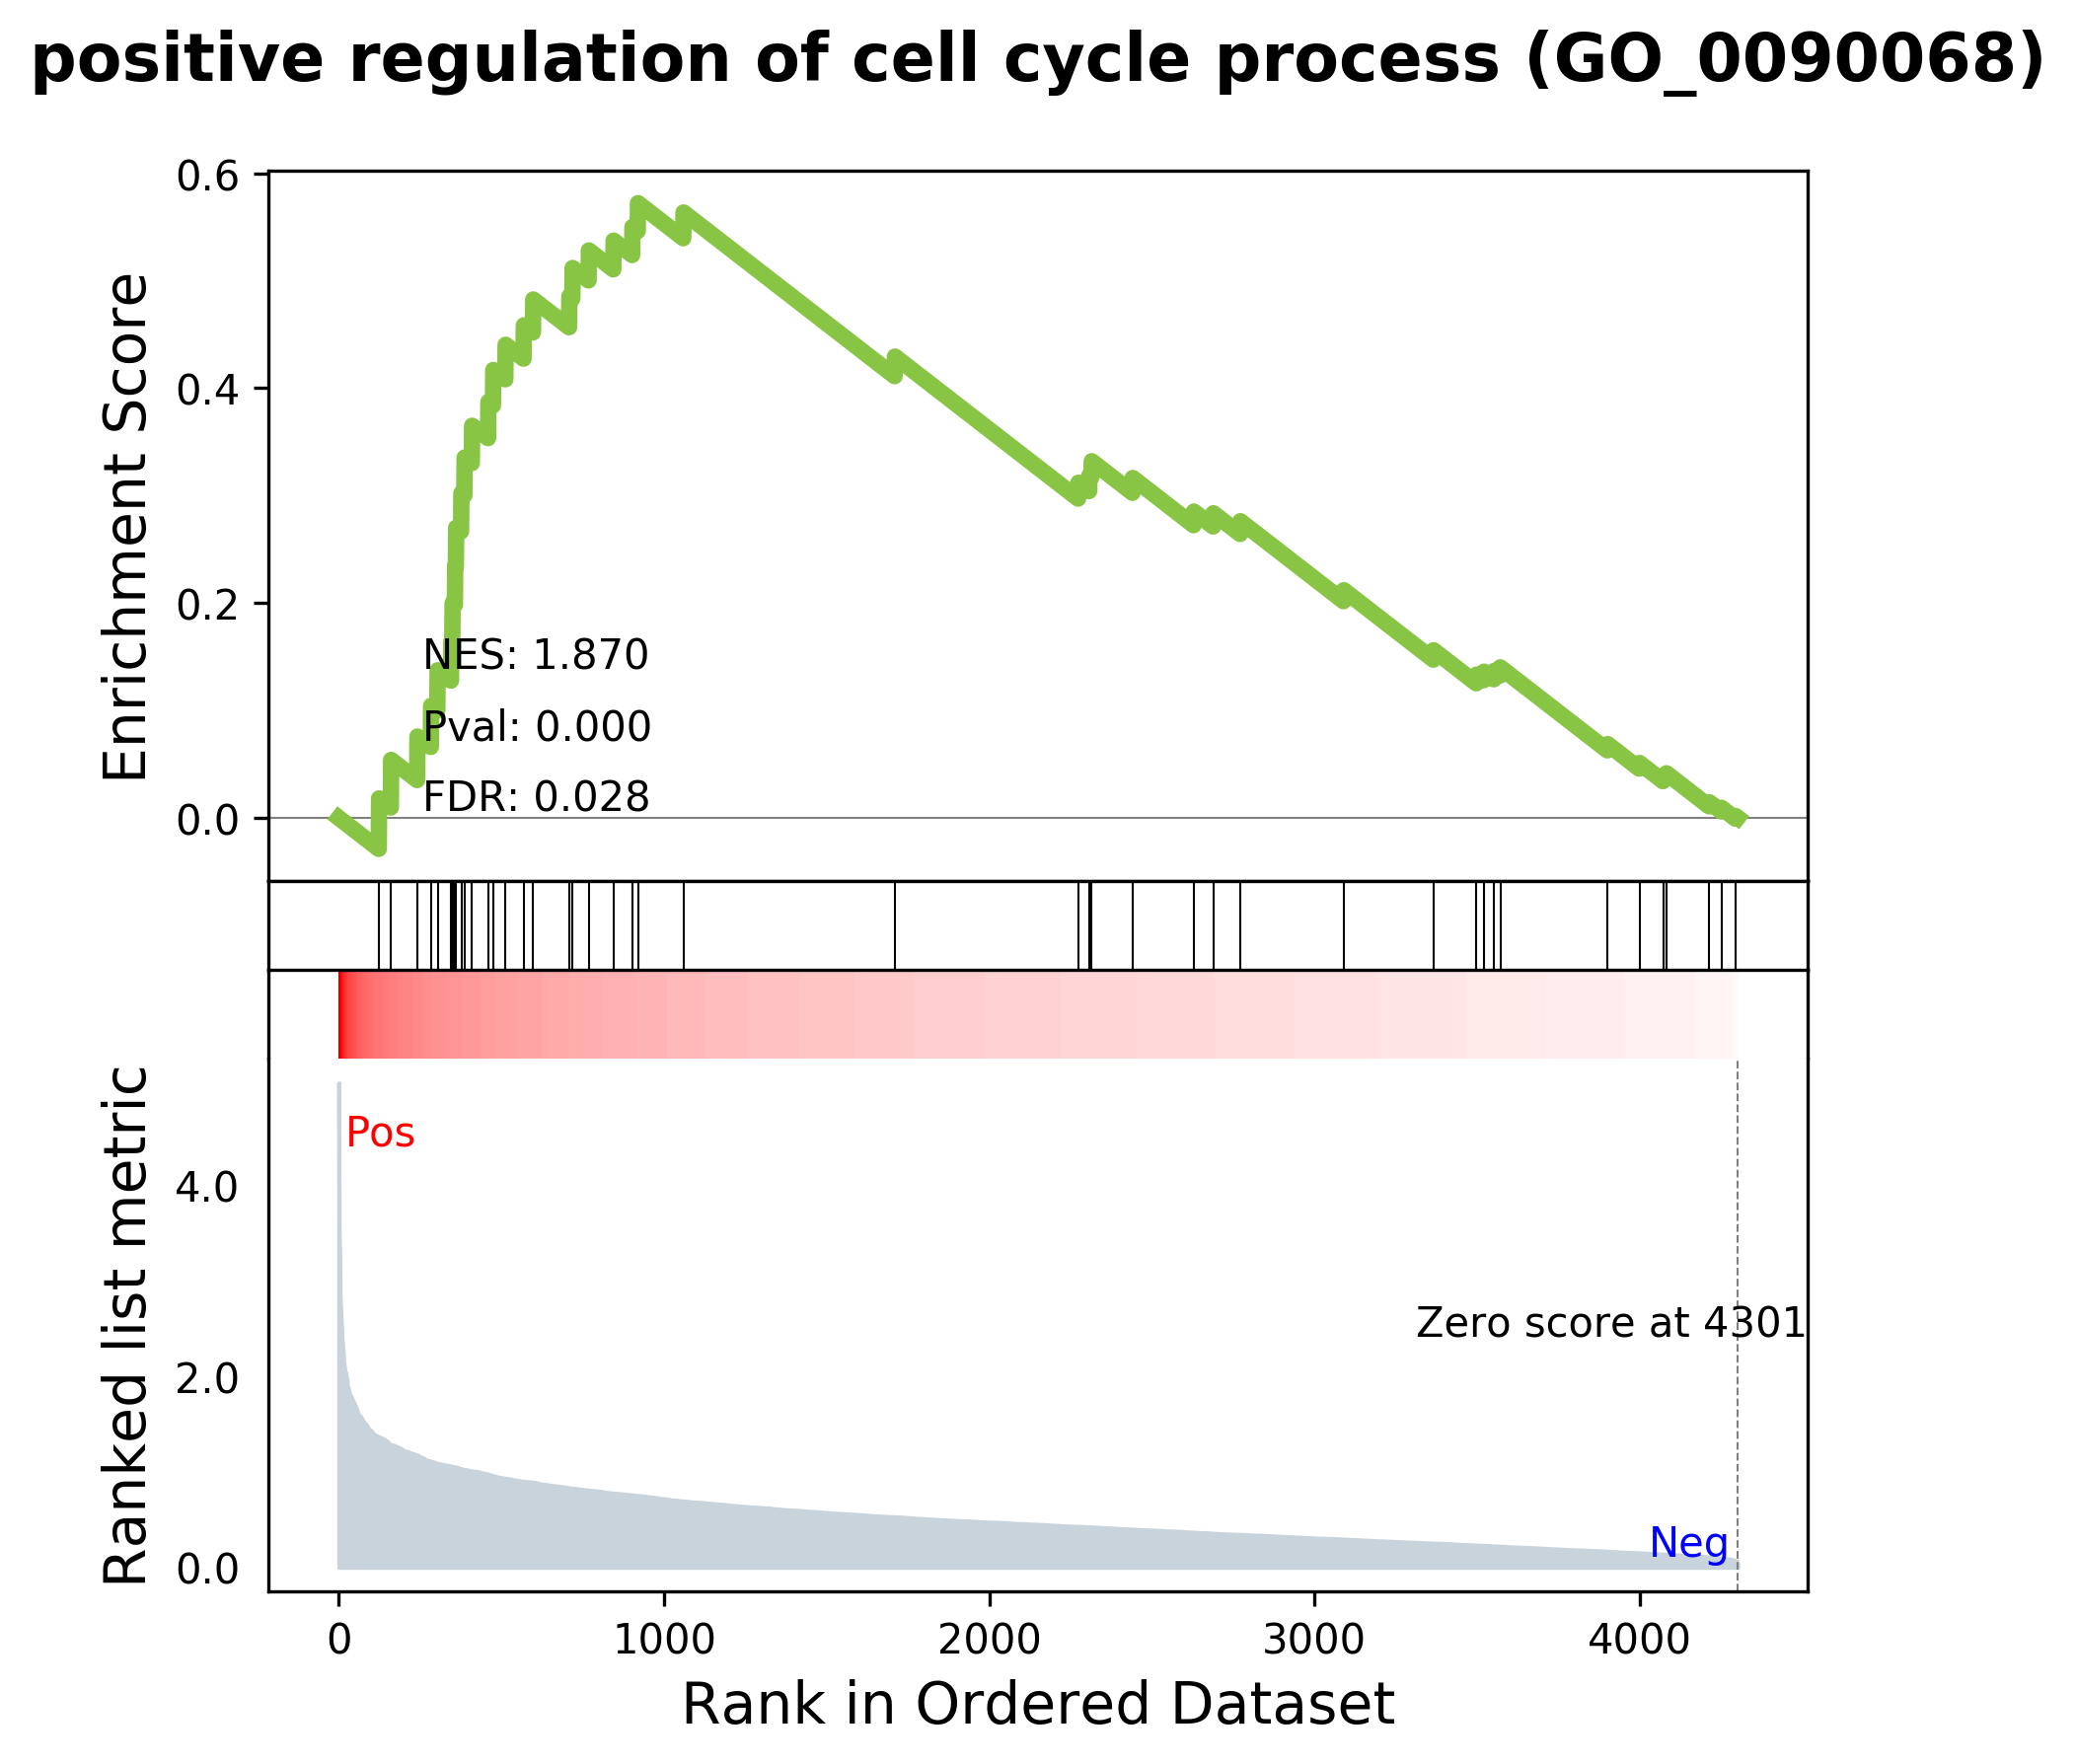 positive regulation of cell cycle process (GO_0090068)
Enrichment Score
0.6
0.4
0.2
0.0
NES: 1.870
Pval: 0.000
FDR: 0.028
Ranked list metric
Pos
4.0
2.0
0.0
Zero score at 4301
Neg
0 1000 2000 3000 4000
Rank in Ordered Dataset